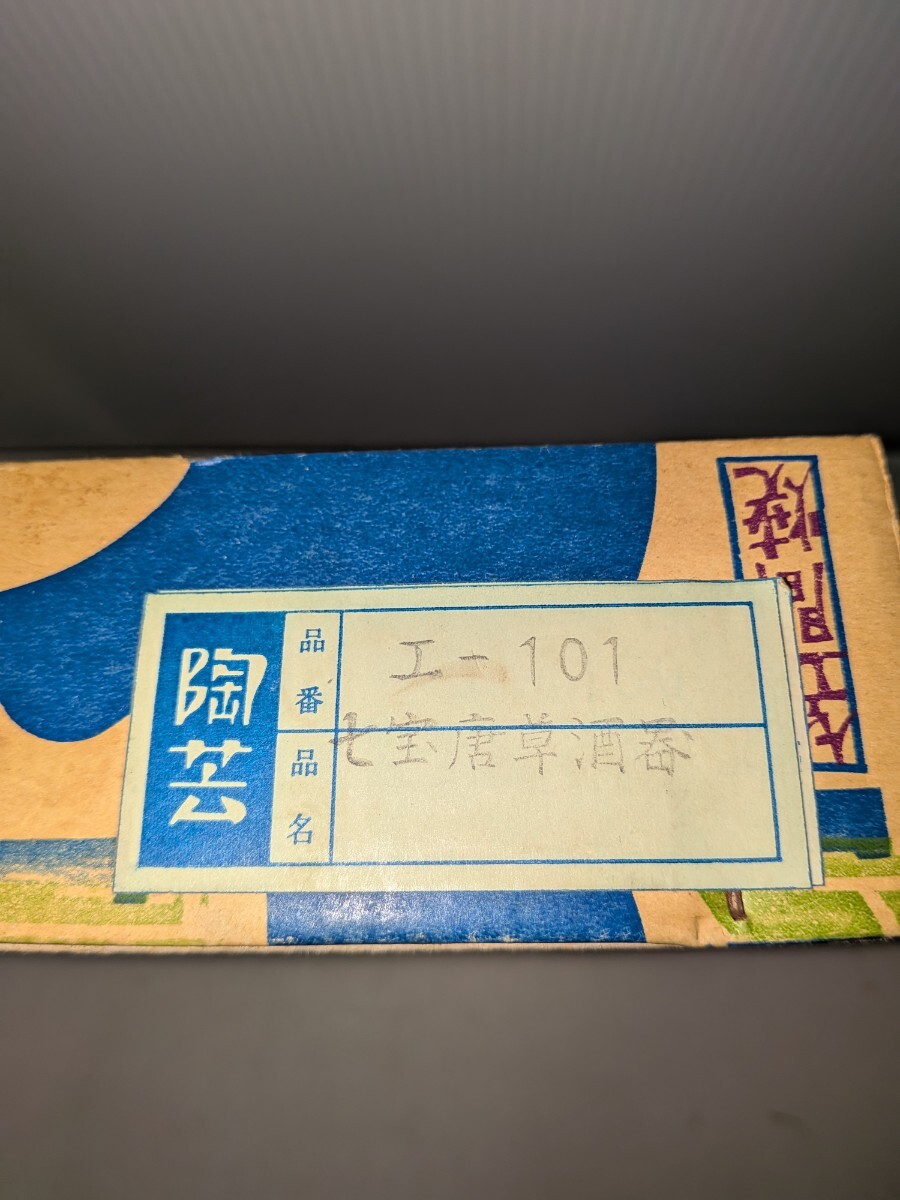 陶芸
品番
エ-101
品名
七宝唐草酒器